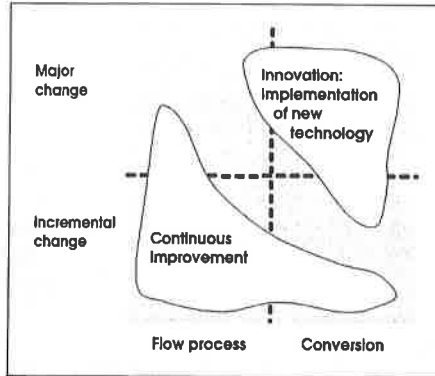 Major
change
Innovation:
Implementation
of new
technology
Incremental
change
Continuous
Improvement
Flow process
Conversion